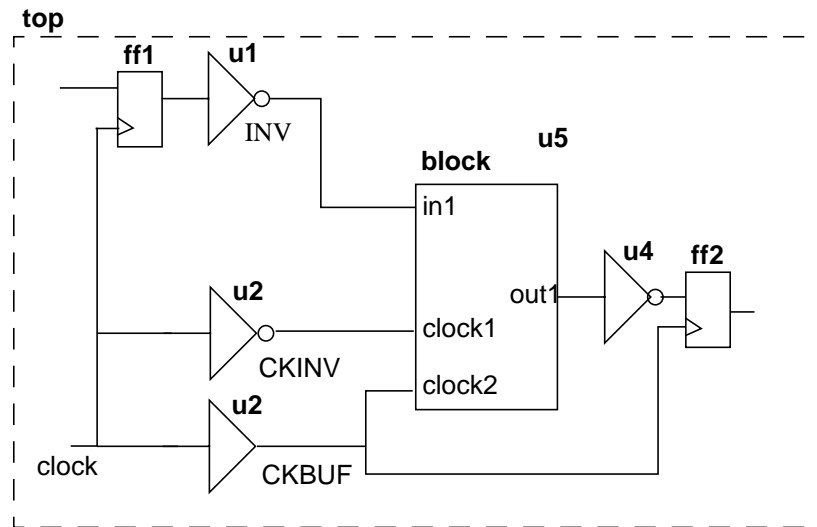 top
ff1
u1
INV
u5
block
in1
u4
ff2
out1
u2
clock1
CKINV
clock2
u2
clock
CKBUF